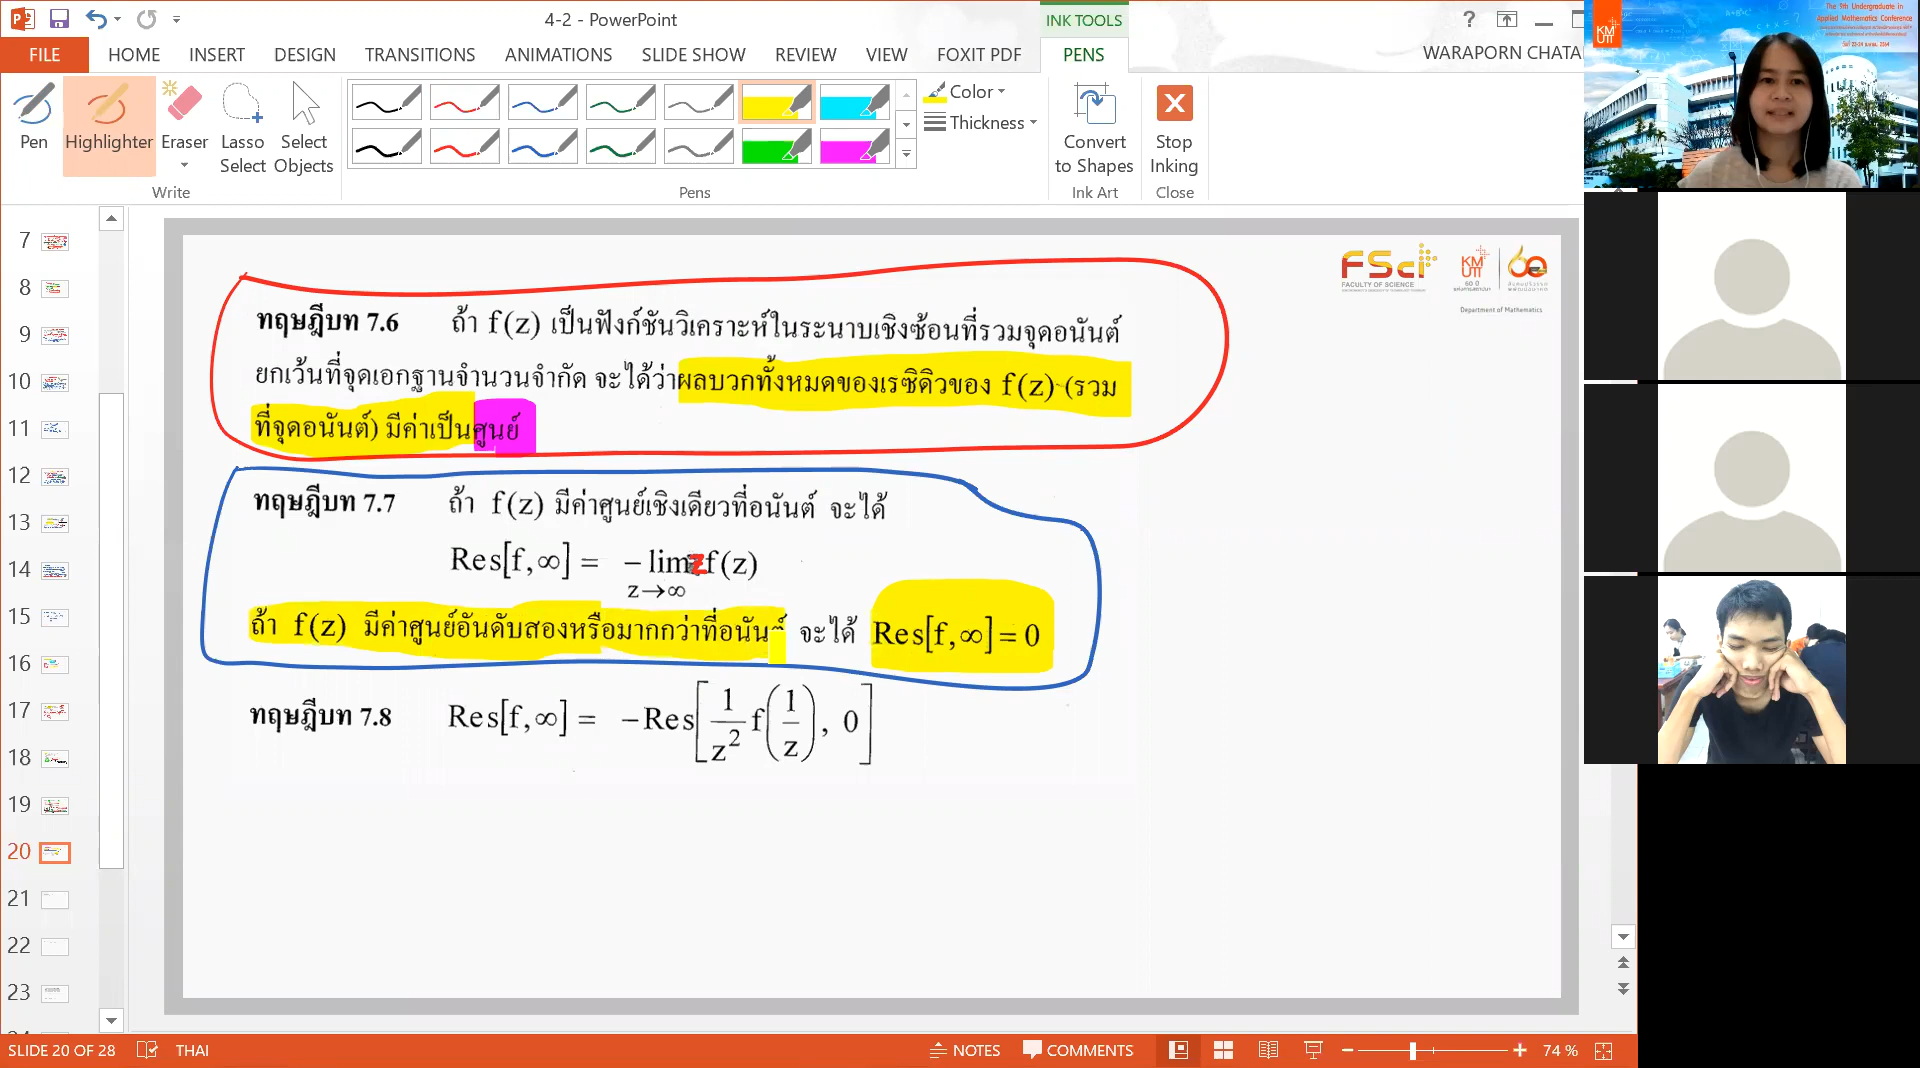 4-2 - PowerPoint
INK TOOLS
?
FILE HOME INSERT DESIGN TRANSITIONS ANIMATIONS SLIDE SHOW REVIEW VIEW FOXIT PDF PENS
WARAPORN CHATA
Pen
Highlighter
Eraser
Lasso Select
Select Objects
Write
Pens
Color
Thickness
Convert to Shapes
Ink Art
Stop Inking
Close
The 9th Undergraduate in
Applied Mathematics Conference
KMUTT
7
8
9
10
11
12
13
14
15
16
17
18
19
20
21
22
23
FSci
FACULTY OF SCIENCE
KMUTT
60 ปี
Department of Mathematics
ทฤษฎีบท 7.6 ถ้า f(z) เป็นฟังก์ชันวิเคราะห์ในระนาบเชิงซ้อนที่รวมจุดอนันต์
ยกเว้นที่จุดเอกฐานจำนวนจำกัด จะได้ว่าผลบวกทั้งหมดของเรซิดิวของ f(z) (รวม
ที่จุดอนันต์) มีค่าเป็นศูนย์
ทฤษฎีบท 7.7 ถ้า f(z) มีค่าศูนย์เชิงเดียวที่อนันต์ จะได้
Res[f,∞] = −lim z f(z)
z→∞
ถ้า f(z) มีค่าศูนย์อันดับสองหรือมากกว่าที่อนันต์ จะได้ Res[f,∞] = 0
ทฤษฎีบท 7.8 Res[f,∞] = −Res[1/z² f(1/z), 0]
SLIDE 20 OF 28 THAI NOTES COMMENTS 74 %